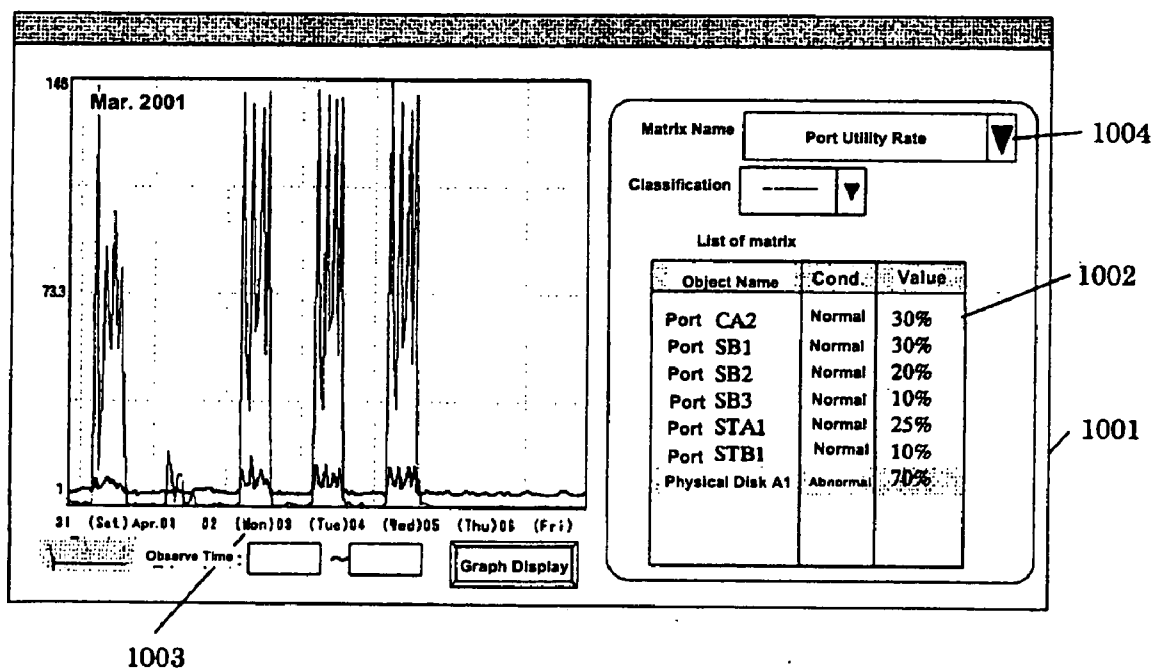 146
Mar. 2001
73.3
1
31 (Sat) Apr.01 02 (Mon)03 (Tue)04 (Wed)05 (Thu)06 (Fri)
Observe Time : ~
Graph Display
1003
Matrix Name Port Utility Rate
1004
Classification
List of matrix
Object Name Cond. Value
1002
Port CA2 Normal 30%
Port SB1 Normal 30%
Port SB2 Normal 20%
Port SB3 Normal 10%
Port STA1 Normal 25%
Port STB1 Normal 10%
Physical Disk A1 Abnormal 70%
1001